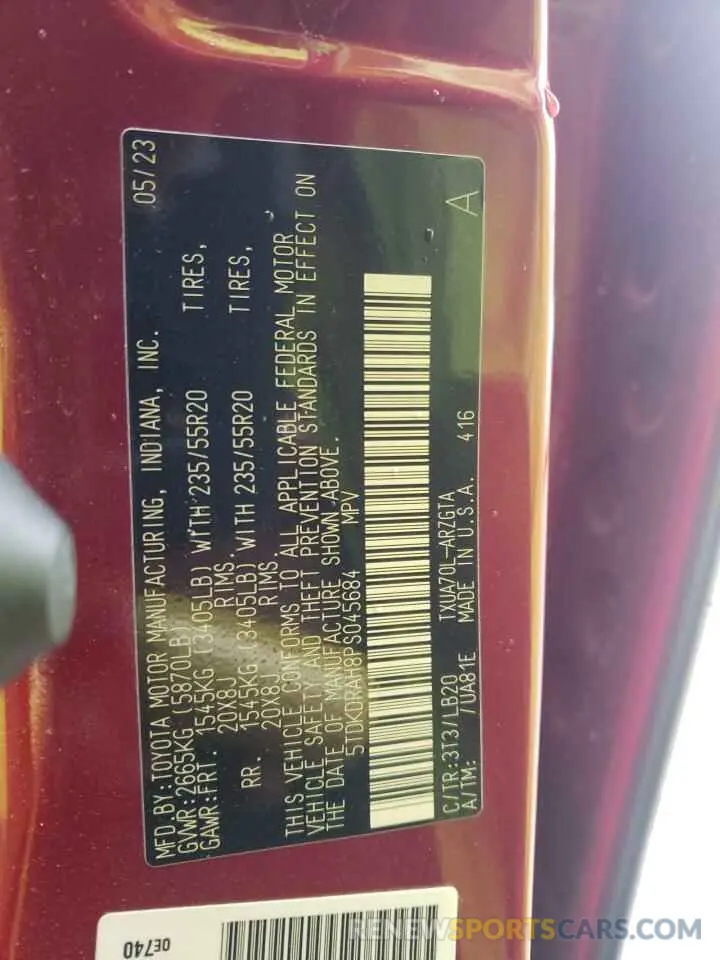 MFD.BY:TOYOTA MOTOR MANUFACTURING, INDIANA, INC. 05/23
GVWR:2665KG (5870LB)
GAWR:FRT. 1545KG (3405LB) WITH 235/55R20 TIRES,
20X8J RIMS.
RR. 1545KG (3405LB) WITH 235/55R20 TIRES,
20X8J RIMS.
THIS VEHICLE CONFORMS TO ALL APPLICABLE FEDERAL MOTOR
VEHICLE SAFETY AND THEFT PREVENTION STANDARDS IN EFFECT ON
THE DATE OF MANUFACTURE SHOWN ABOVE.
5TDKDRAH8PS045684 MPV
C/TR:3T3/LB20 TXUA70L-ARZGTA A
A/TM: /UA81E MADE IN U.S.A. 416
0E740
RENEWSPORTSCARS.COM